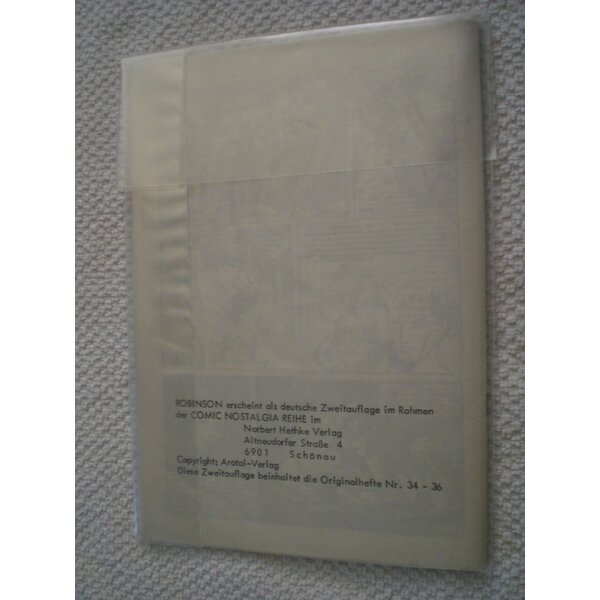 ROBINSON erscheint als deutsche Zweitauflage im Rahmen
der COMIC NOSTALGIA REIHE im
Norbert Hethke Verlag
Altneudorfer Straße 4
6901 Schönau
Copyright: Arotal-Verlag
Diese Zweitauflage beinhaltet die Originalhefte Nr. 34 - 36